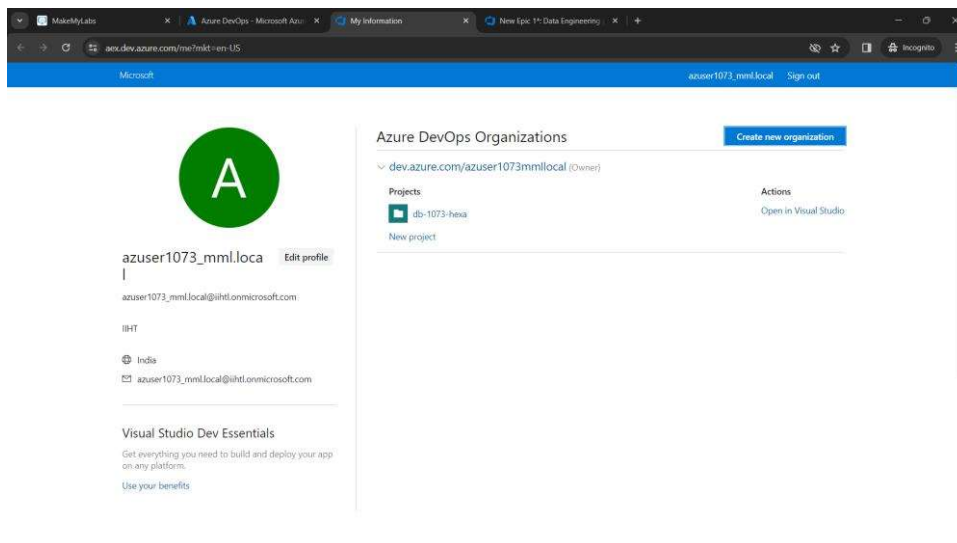 MakeMyLabs
Azure DevOps - Microsoft Azu
My Information
New Epic 1*: Data Engineering
aex.dev.azure.com/me?mkt=en-US
Incognito
Microsoft
azuser1073_mml.local
Sign out
Azure DevOps Organizations
Create new organization
dev.azure.com/azuser1073mmllocal (Owner)
Projects
Actions
db-1073-hexa
Open in Visual Studio
New project
A
azuser1073_mml.loca
l
Edit profile
azuser1073_mml.local@iihtl.onmicrosoft.com
IIHT
India
azuser1073_mml.local@iihtl.onmicrosoft.com
Visual Studio Dev Essentials
Get everything you need to build and deploy your app
on any platform.
Use your benefits